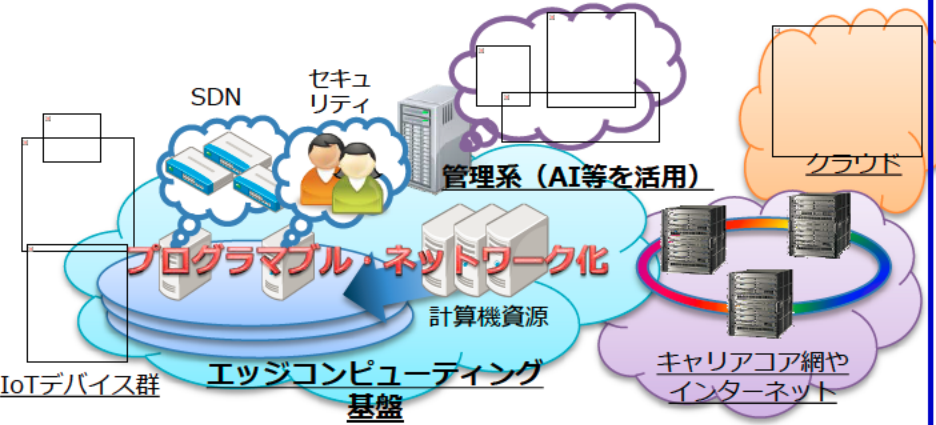 SDN
セキュ
リティ
管理系（AI等を活用）
クラウド
プログラマブル・ネットワーク化
計算機資源
IoTデバイス群
エッジコンピューティング
基盤
キャリアコア網や
インターネット